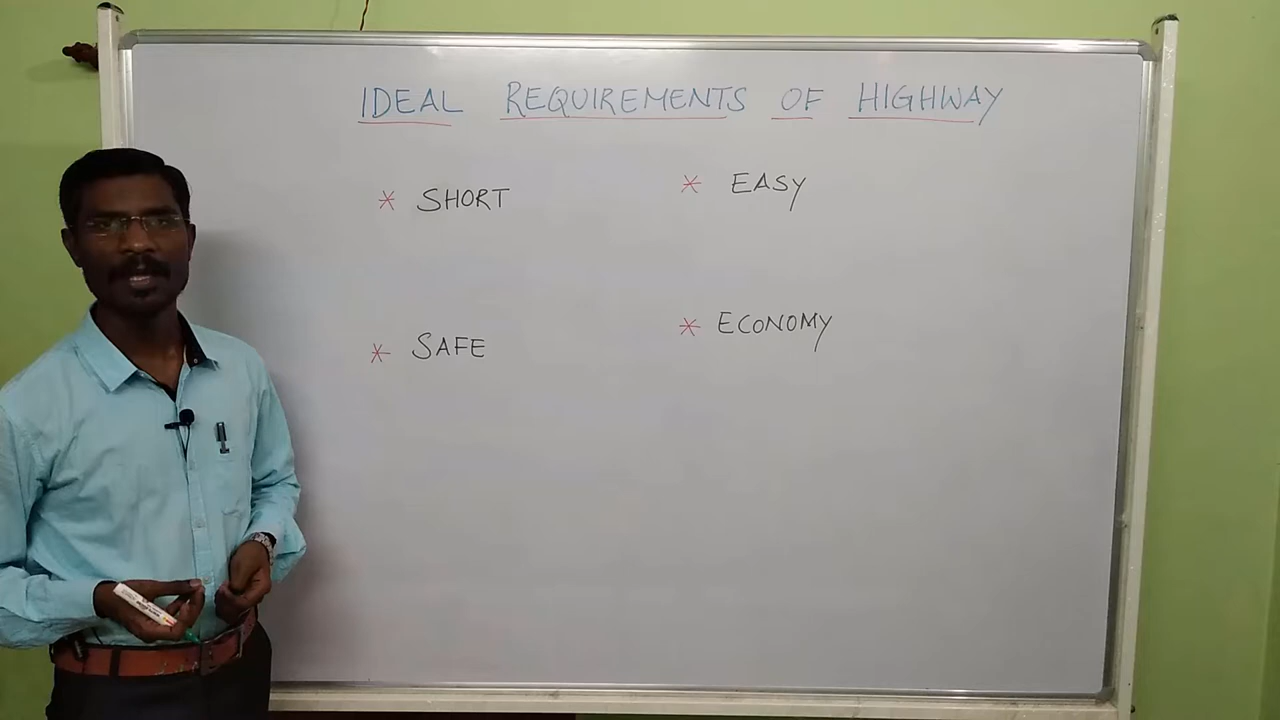 IDEAL REQUIREMENTS OF HIGHWAY
* SHORT
* EASY
* SAFE
* ECONOMY